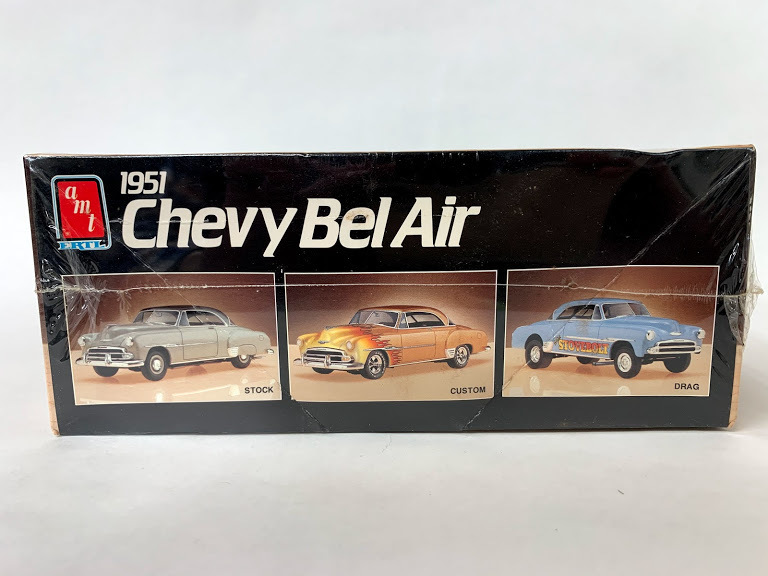 amt
ERTL
1951
Chevy Bel Air
STOCK
CUSTOM
DRAG